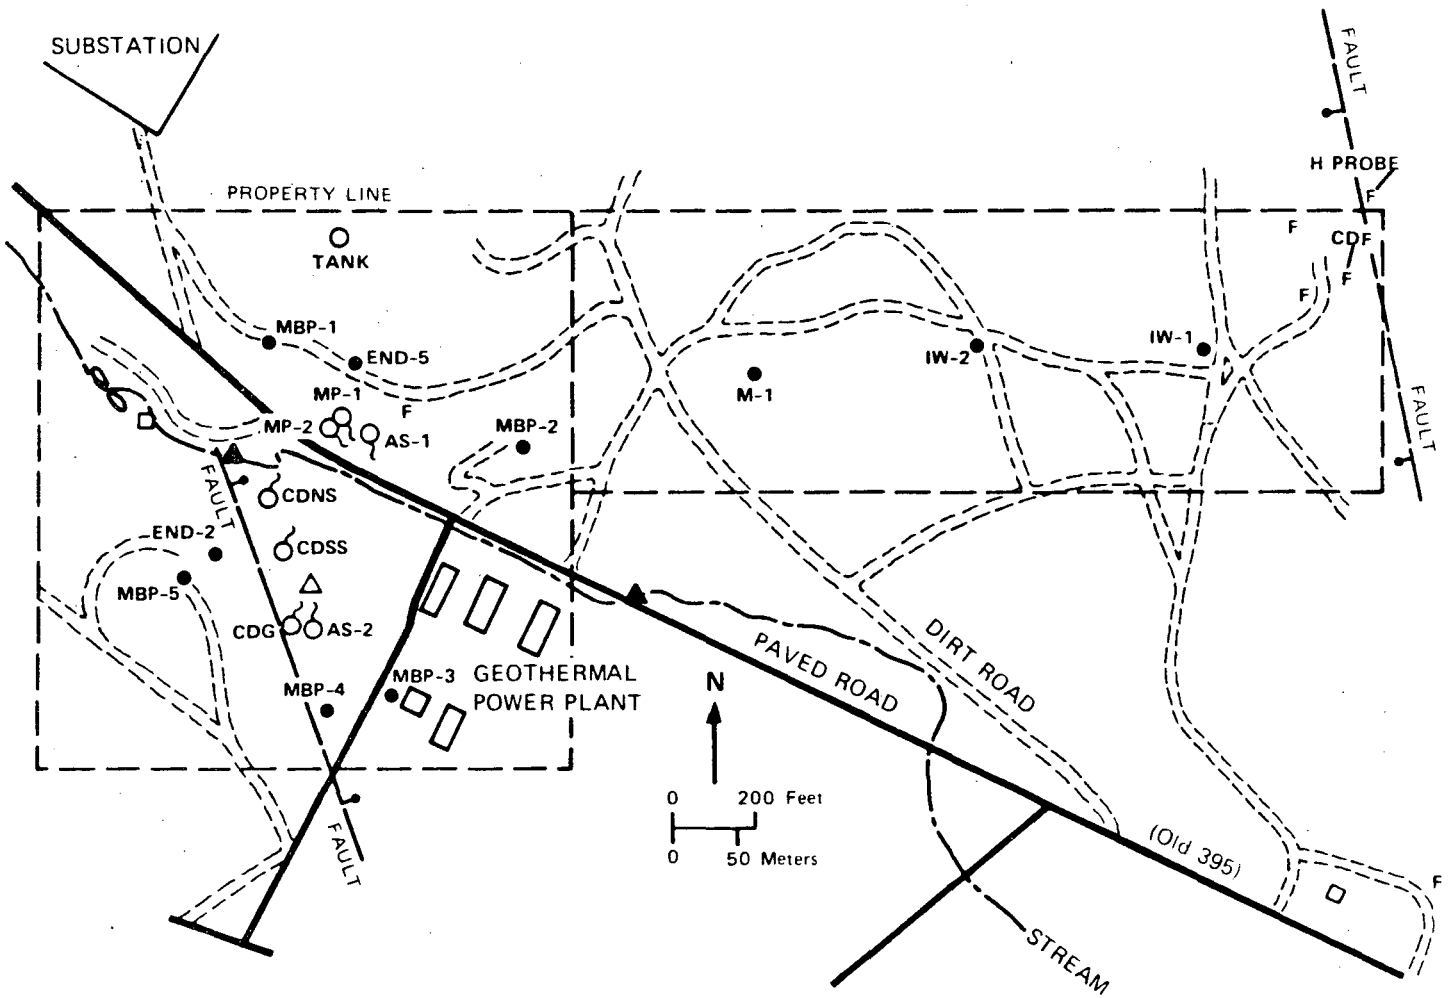 SUBSTATION
FAULT
H PROBE
F
PROPERTY LINE
F
CDF
TANK
F
F
MBP-1
END-5
IW-1
IW-2
MP-1
M-1
F
MP-2
AS-1
MBP-2
FAULT
FAULT
CDNS
END-2
CDSS
MBP-5
CDG
AS-2
DIRT ROAD
PAVED ROAD
MBP-3
GEOTHERMAL
POWER PLANT
MBP-4
N
0 200 Feet
0 50 Meters
FAULT
(Old 395)
F
STREAM